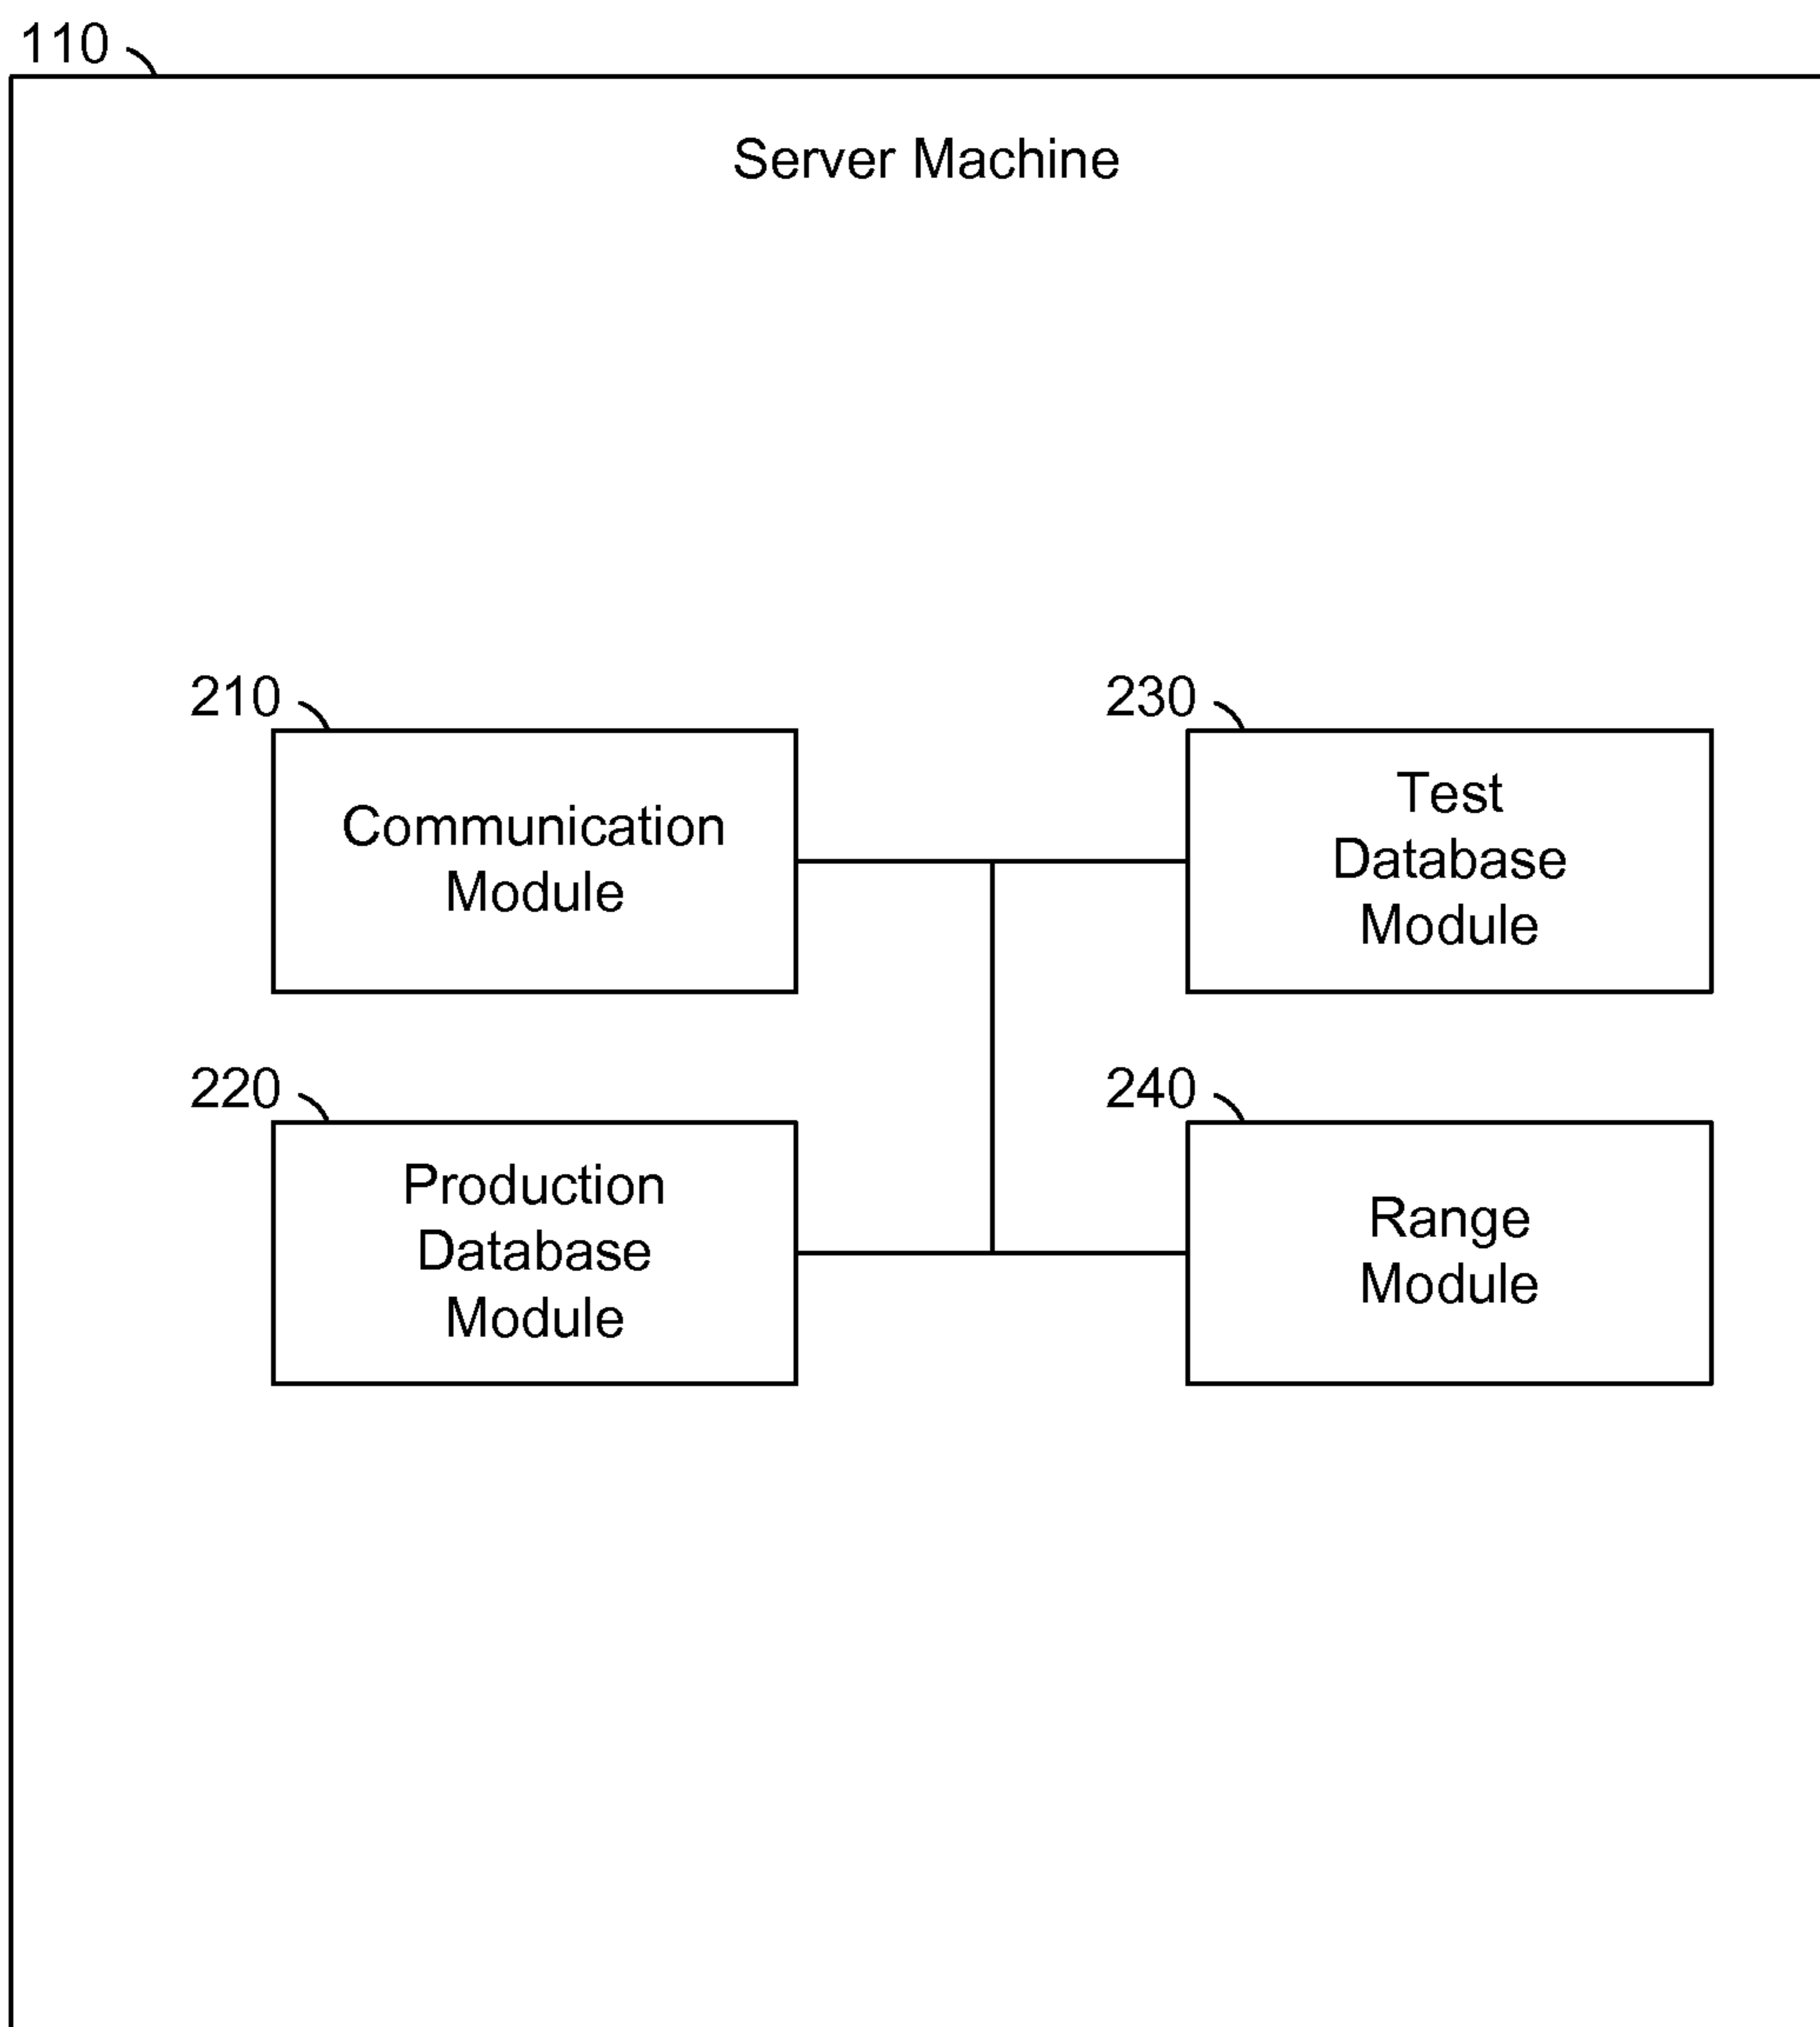 110
Server Machine
210
Communication
Module
230
Test
Database
Module
220
Production
Database
Module
240
Range
Module